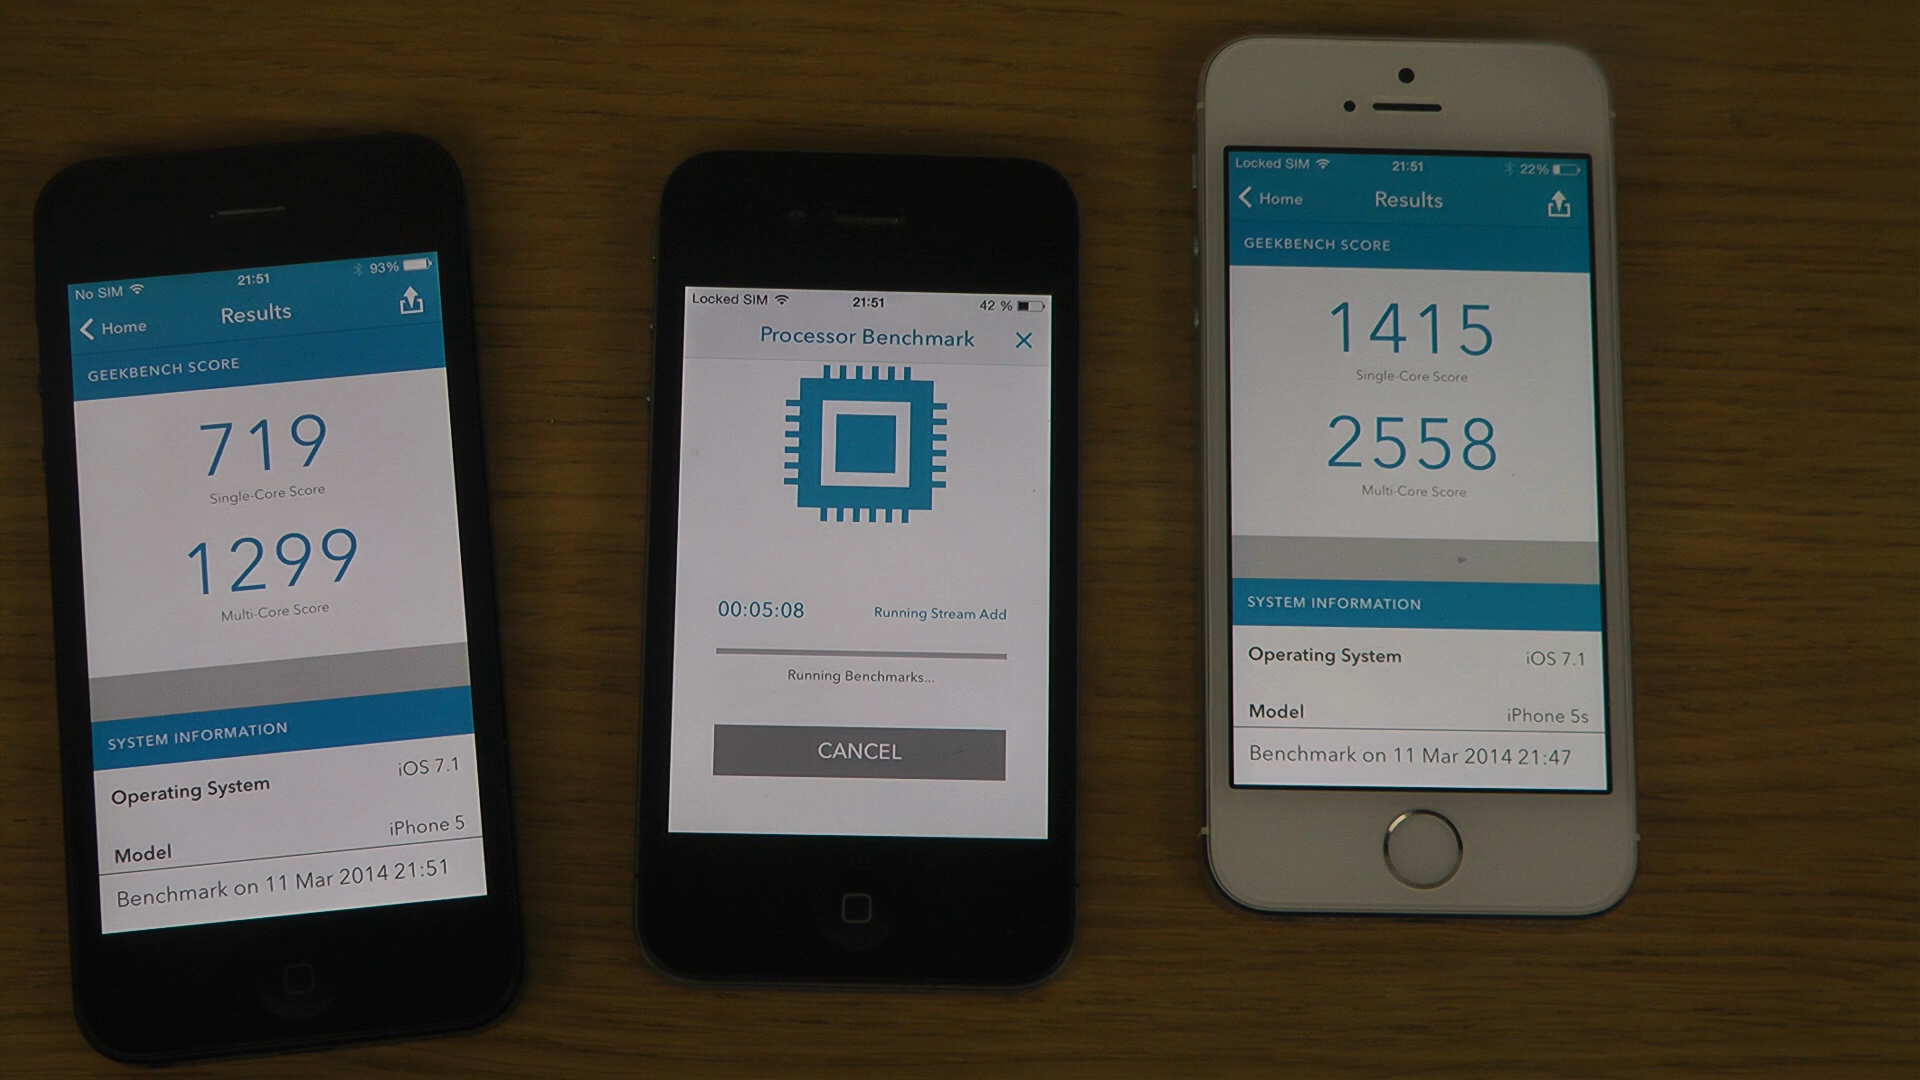 No SIM 21:51 93%
Home Results
GEEKBENCH SCORE
719
Single-Core Score
1299
Multi-Core Score
SYSTEM INFORMATION
Operating System iOS 7.1
Model iPhone 5
Benchmark on 11 Mar 2014 21:51
Locked SIM 21:51 42 %
Processor Benchmark
00:05:08 Running Stream Add
Running Benchmarks...
CANCEL
Locked SIM 21:51 22%
Home Results
GEEKBENCH SCORE
1415
Single-Core Score
2558
Multi-Core Score
SYSTEM INFORMATION
Operating System iOS 7.1
Model iPhone 5s
Benchmark on 11 Mar 2014 21:47